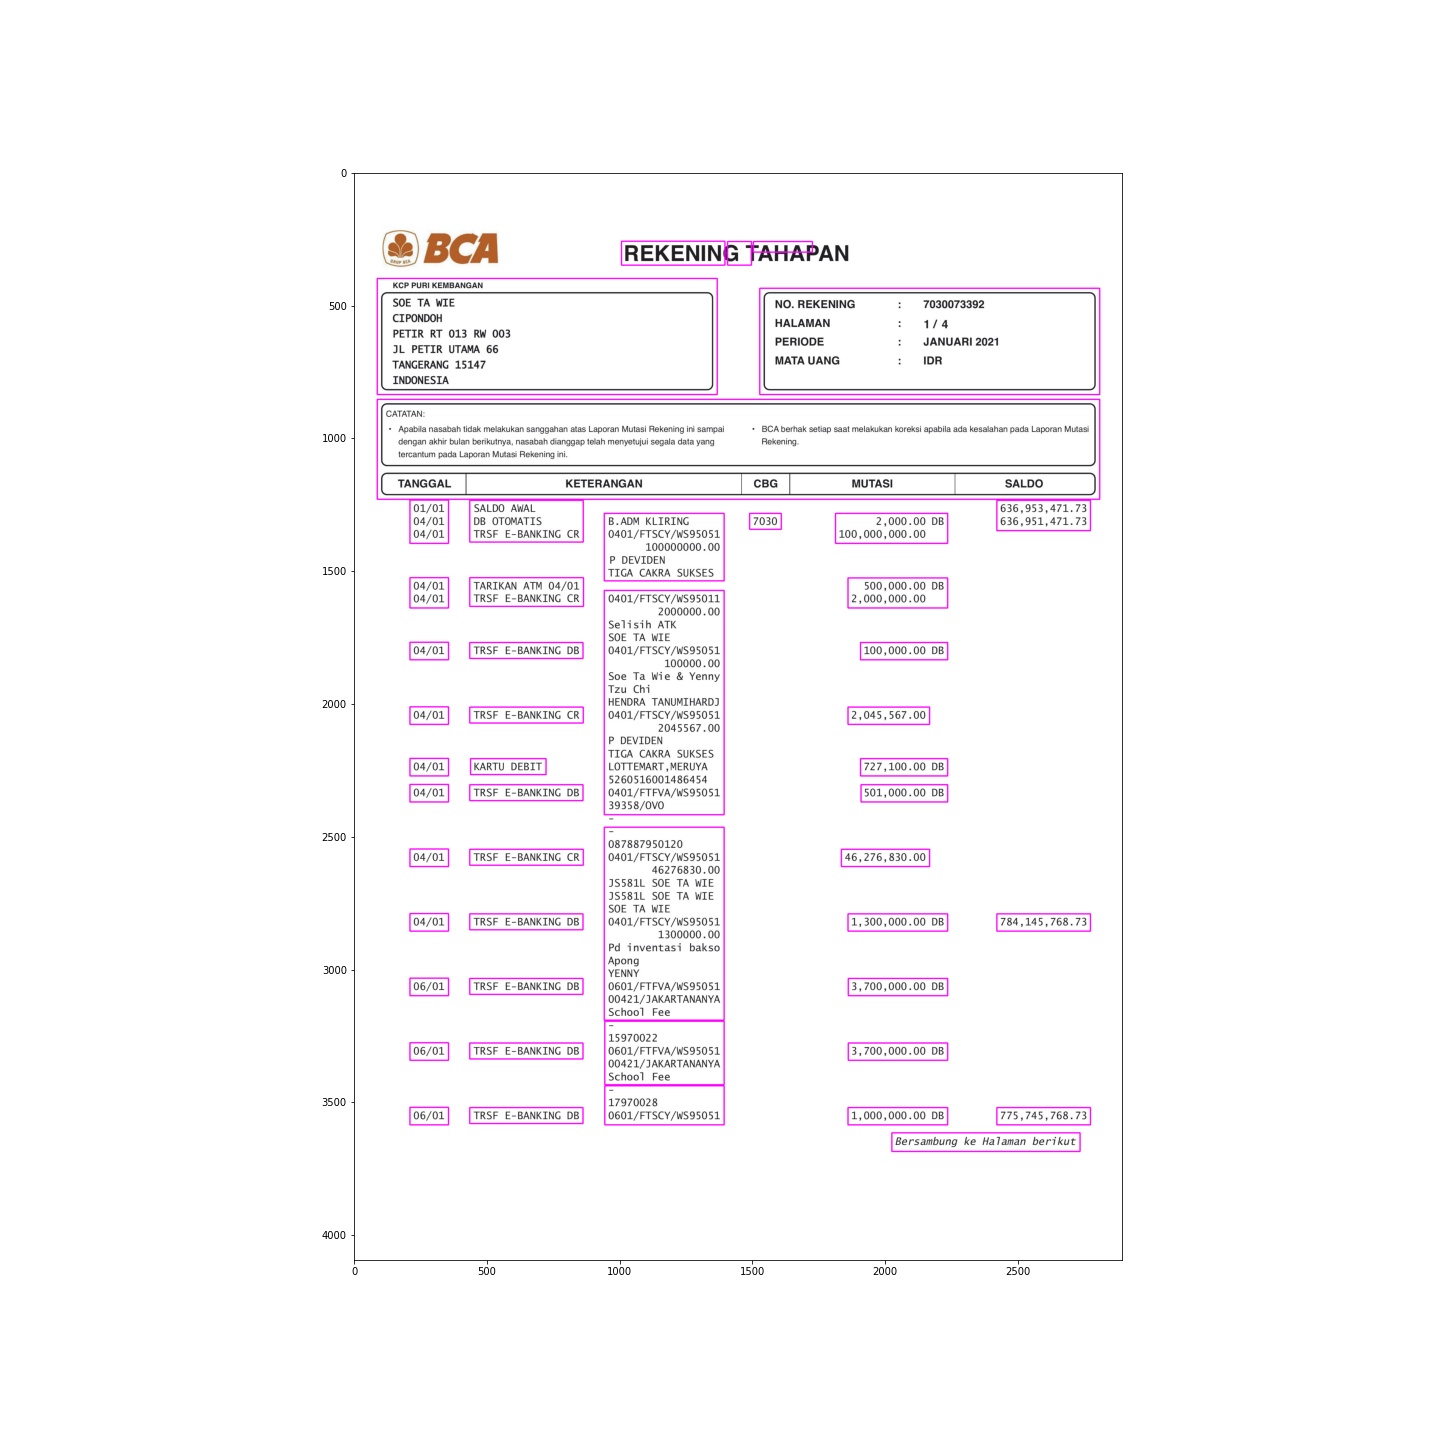 0
500
1000
1500
2000
2500
3000
3500
4000
0 500 1000 1500 2000 2500
GRUP BCA
BCA
REKENING TAHAPAN
KCP PURI KEMBANGAN
SOE TA WIE
CIPONDOH
PETIR RT 013 RW 003
JL PETIR UTAMA 66
TANGERANG 15147
INDONESIA
NO. REKENING : 7030073392
HALAMAN : 1 / 4
PERIODE : JANUARI 2021
MATA UANG : IDR
CATATAN:
• Apabila nasabah tidak melakukan sanggahan atas Laporan Mutasi Rekening ini sampai
dengan akhir bulan berikutnya, nasabah dianggap telah menyetujui segala data yang
tercantum pada Laporan Mutasi Rekening ini.
• BCA berhak setiap saat melakukan koreksi apabila ada kesalahan pada Laporan Mutasi
Rekening.
TANGGAL KETERANGAN CBG MUTASI SALDO
01/01 SALDO AWAL 636,953,471.73
04/01 DB OTOMATIS B.ADM KLIRING 7030 2,000.00 DB 636,951,471.73
04/01 TRSF E-BANKING CR 0401/FTSCY/WS95051 100,000,000.00
100000000.00
P DEVIDEN
TIGA CAKRA SUKSES
04/01 TARIKAN ATM 04/01 500,000.00 DB
04/01 TRSF E-BANKING CR 0401/FTSCY/WS95011 2,000,000.00
2000000.00
Selisih ATK
SOE TA WIE
04/01 TRSF E-BANKING DB 0401/FTSCY/WS95051 100,000.00 DB
100000.00
Soe Ta Wie & Yenny
Tzu Chi
HENDRA TANUMIHARDJ
04/01 TRSF E-BANKING CR 0401/FTSCY/WS95051 2,045,567.00
2045567.00
P DEVIDEN
TIGA CAKRA SUKSES
04/01 KARTU DEBIT LOTTEMART,MERUYA 727,100.00 DB
5260516001486454
04/01 TRSF E-BANKING DB 0401/FTFVA/WS95051 501,000.00 DB
39358/OVO
-
-
087887950120
04/01 TRSF E-BANKING CR 0401/FTSCY/WS95051 46,276,830.00
46276830.00
JS581L SOE TA WIE
JS581L SOE TA WIE
SOE TA WIE
04/01 TRSF E-BANKING DB 0401/FTSCY/WS95051 1,300,000.00 DB 784,145,768.73
1300000.00
Pd inventasi bakso
Apong
YENNY
06/01 TRSF E-BANKING DB 0601/FTFVA/WS95051 3,700,000.00 DB
00421/JAKARTANANYA
School Fee
-
15970022
06/01 TRSF E-BANKING DB 0601/FTFVA/WS95051 3,700,000.00 DB
00421/JAKARTANANYA
School Fee
-
17970028
06/01 TRSF E-BANKING DB 0601/FTSCY/WS95051 1,000,000.00 DB 775,745,768.73
Bersambung ke Halaman berikut